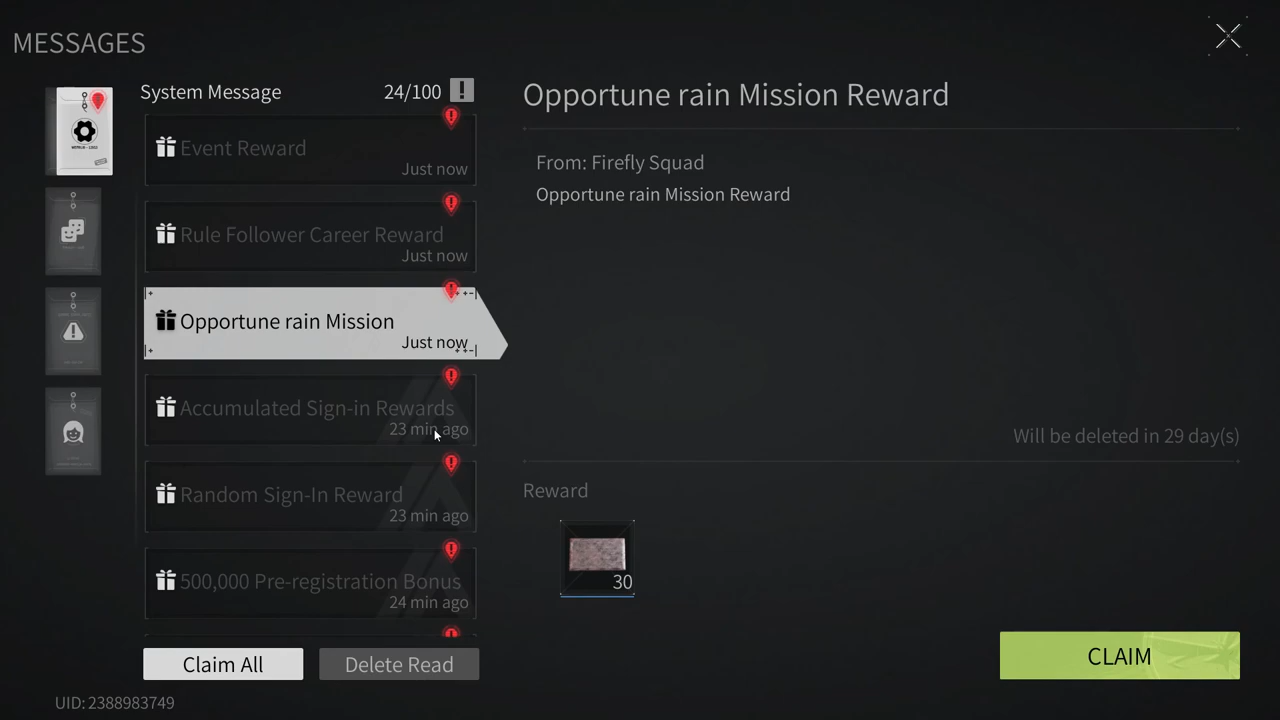 MESSAGES
System Message 24/100
Event Reward
Just now
Rule Follower Career Reward
Just now
Opportune rain Mission
Just now
Accumulated Sign-in Rewards
23 min ago
Random Sign-In Reward
23 min ago
500,000 Pre-registration Bonus
24 min ago
Claim All
Delete Read
UID: 2388983749
Opportune rain Mission Reward
From: Firefly Squad
Opportune rain Mission Reward
Will be deleted in 29 day(s)
Reward
30
CLAIM